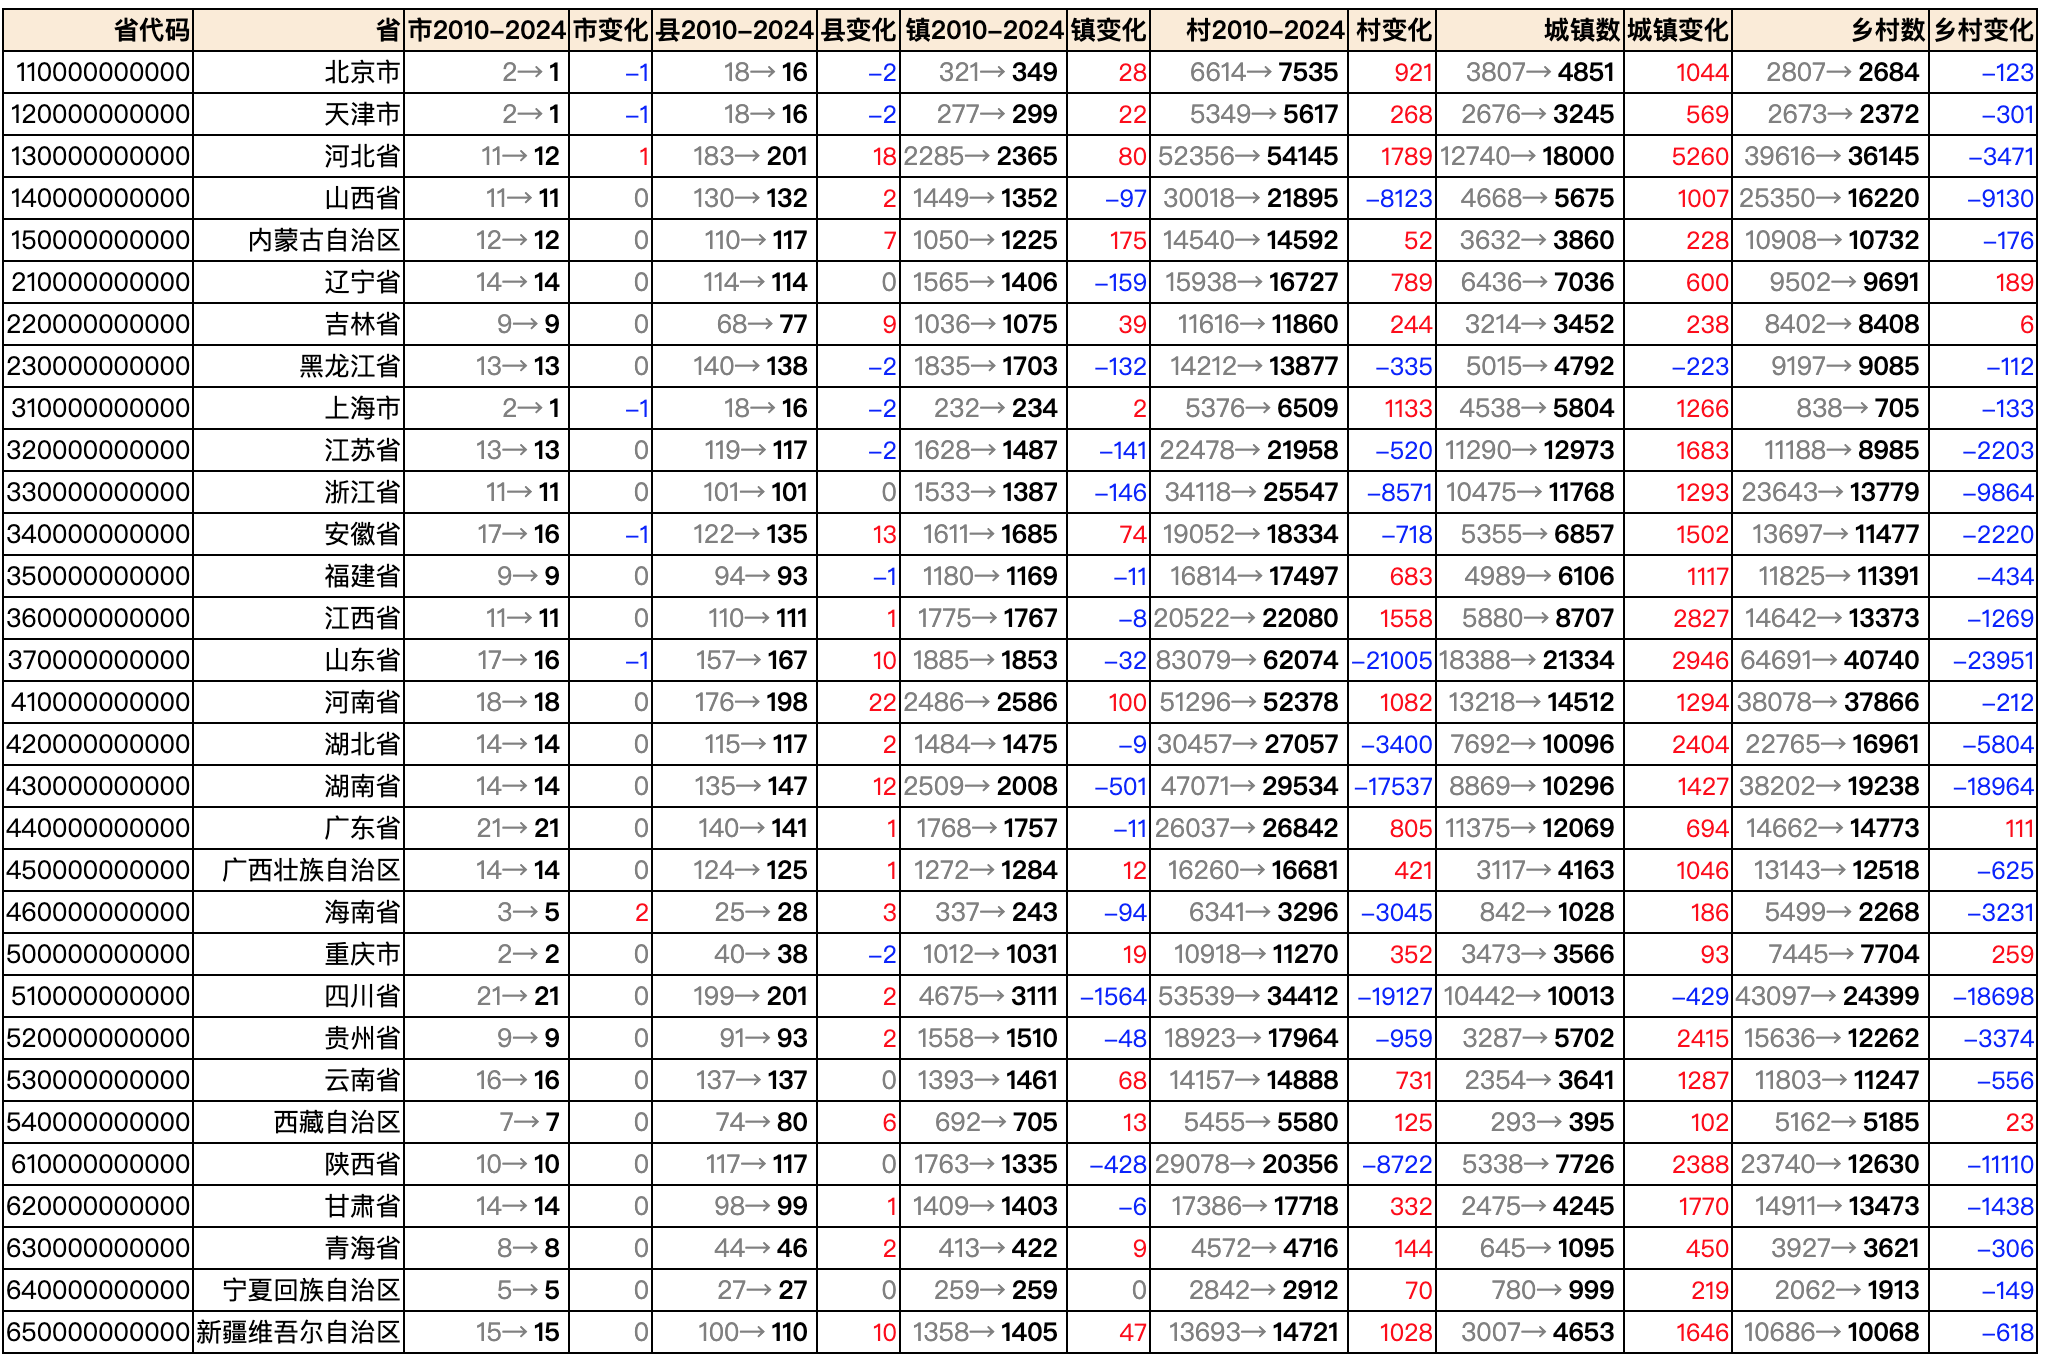 省代码 省 市2010-2024 市变化 县2010-2024 县变化 镇2010-2024 镇变化 村2010-2024 村变化 城镇数 城镇变化 乡村数 乡村变化
110000000000 北京市 2→ 1 -1 18→ 16 -2 321→ 349 28 6614→ 7535 921 3807→ 4851 1044 2807→ 2684 -123
120000000000 天津市 2→ 1 -1 18→ 16 -2 277→ 299 22 5349→ 5617 268 2676→ 3245 569 2673→ 2372 -301
130000000000 河北省 11→ 12 1 183→ 201 18 2285→ 2365 80 52356→ 54145 1789 12740→ 18000 5260 39616→ 36145 -3471
140000000000 山西省 11→ 11 0 130→ 132 2 1449→ 1352 -97 30018→ 21895 -8123 4668→ 5675 1007 25350→ 16220 -9130
150000000000 内蒙古自治区 12→ 12 0 110→ 117 7 1050→ 1225 175 14540→ 14592 52 3632→ 3860 228 10908→ 10732 -176
210000000000 辽宁省 14→ 14 0 114→ 114 0 1565→ 1406 -159 15938→ 16727 789 6436→ 7036 600 9502→ 9691 189
220000000000 吉林省 9→ 9 0 68→ 77 9 1036→ 1075 39 11616→ 11860 244 3214→ 3452 238 8402→ 8408 6
230000000000 黑龙江省 13→ 13 0 140→ 138 -2 1835→ 1703 -132 14212→ 13877 -335 5015→ 4792 -223 9197→ 9085 -112
310000000000 上海市 2→ 1 -1 18→ 16 -2 232→ 234 2 5376→ 6509 1133 4538→ 5804 1266 838→ 705 -133
320000000000 江苏省 13→ 13 0 119→ 117 -2 1628→ 1487 -141 22478→ 21958 -520 11290→ 12973 1683 11188→ 8985 -2203
330000000000 浙江省 11→ 11 0 101→ 101 0 1533→ 1387 -146 34118→ 25547 -8571 10475→ 11768 1293 23643→ 13779 -9864
340000000000 安徽省 17→ 16 -1 122→ 135 13 1611→ 1685 74 19052→ 18334 -718 5355→ 6857 1502 13697→ 11477 -2220
350000000000 福建省 9→ 9 0 94→ 93 -1 1180→ 1169 -11 16814→ 17497 683 4989→ 6106 1117 11825→ 11391 -434
360000000000 江西省 11→ 11 0 110→ 111 1 1775→ 1767 -8 20522→ 22080 1558 5880→ 8707 2827 14642→ 13373 -1269
370000000000 山东省 17→ 16 -1 157→ 167 10 1885→ 1853 -32 83079→ 62074 -21005 18388→ 21334 2946 64691→ 40740 -23951
410000000000 河南省 18→ 18 0 176→ 198 22 2486→ 2586 100 51296→ 52378 1082 13218→ 14512 1294 38078→ 37866 -212
420000000000 湖北省 14→ 14 0 115→ 117 2 1484→ 1475 -9 30457→ 27057 -3400 7692→ 10096 2404 22765→ 16961 -5804
430000000000 湖南省 14→ 14 0 135→ 147 12 2509→ 2008 -501 47071→ 29534 -17537 8869→ 10296 1427 38202→ 19238 -18964
440000000000 广东省 21→ 21 0 140→ 141 1 1768→ 1757 -11 26037→ 26842 805 11375→ 12069 694 14662→ 14773 111
450000000000 广西壮族自治区 14→ 14 0 124→ 125 1 1272→ 1284 12 16260→ 16681 421 3117→ 4163 1046 13143→ 12518 -625
460000000000 海南省 3→ 5 2 25→ 28 3 337→ 243 -94 6341→ 3296 -3045 842→ 1028 186 5499→ 2268 -3231
500000000000 重庆市 2→ 2 0 40→ 38 -2 1012→ 1031 19 10918→ 11270 352 3473→ 3566 93 7445→ 7704 259
510000000000 四川省 21→ 21 0 199→ 201 2 4675→ 3111 -1564 53539→ 34412 -19127 10442→ 10013 -429 43097→ 24399 -18698
520000000000 贵州省 9→ 9 0 91→ 93 2 1558→ 1510 -48 18923→ 17964 -959 3287→ 5702 2415 15636→ 12262 -3374
530000000000 云南省 16→ 16 0 137→ 137 0 1393→ 1461 68 14157→ 14888 731 2354→ 3641 1287 11803→ 11247 -556
540000000000 西藏自治区 7→ 7 0 74→ 80 6 692→ 705 13 5455→ 5580 125 293→ 395 102 5162→ 5185 23
610000000000 陕西省 10→ 10 0 117→ 117 0 1763→ 1335 -428 29078→ 20356 -8722 5338→ 7726 2388 23740→ 12630 -11110
620000000000 甘肃省 14→ 14 0 98→ 99 1 1409→ 1403 -6 17386→ 17718 332 2475→ 4245 1770 14911→ 13473 -1438
630000000000 青海省 8→ 8 0 44→ 46 2 413→ 422 9 4572→ 4716 144 645→ 1095 450 3927→ 3621 -306
640000000000 宁夏回族自治区 5→ 5 0 27→ 27 0 259→ 259 0 2842→ 2912 70 780→ 999 219 2062→ 1913 -149
650000000000 新疆维吾尔自治区 15→ 15 0 100→ 110 10 1358→ 1405 47 13693→ 14721 1028 3007→ 4653 1646 10686→ 10068 -618